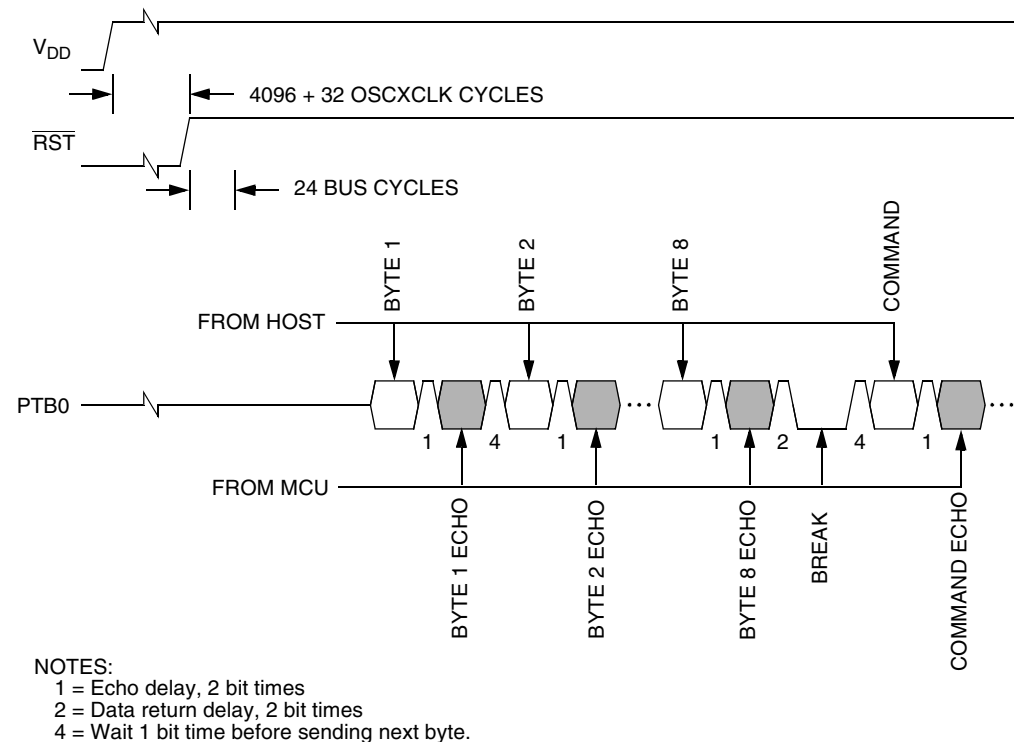 VDD
4096 + 32 OSCXCLK CYCLES
RST
24 BUS CYCLES
BYTE 1
BYTE 2
BYTE 8
COMMAND
FROM HOST
PTB0
1
4
1
1
2
4
1
FROM MCU
BYTE 1 ECHO
BYTE 2 ECHO
BYTE 8 ECHO
BREAK
COMMAND ECHO
NOTES:
1 = Echo delay, 2 bit times
2 = Data return delay, 2 bit times
4 = Wait 1 bit time before sending next byte.